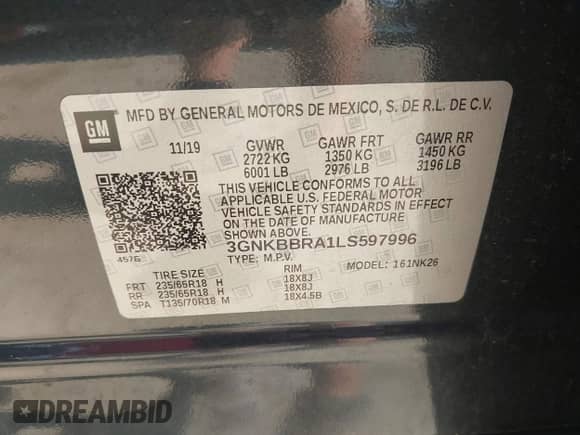 GM
MFD BY GENERAL MOTORS DE MEXICO, S. DE R.L. DE C.V.
11/19 GVWR GAWR FRT GAWR RR
2722 KG 1350 KG 1450 KG
6001 LB 2976 LB 3196 LB
THIS VEHICLE CONFORMS TO ALL
APPLICABLE U.S. FEDERAL MOTOR
VEHICLE SAFETY STANDARDS IN EFFECT
ON THE DATE OF MANUFACTURE
SHOWN ABOVE.
3GNKBBRA1LS597996
457G TYPE: M.P.V. MODEL: 161NK26
TIRE SIZE RIM
FRT 235/65R18 H 18X8J
RR 235/65R18 H 18X8J
SPA T135/70R18 M 18X4.5B
DREAMBID